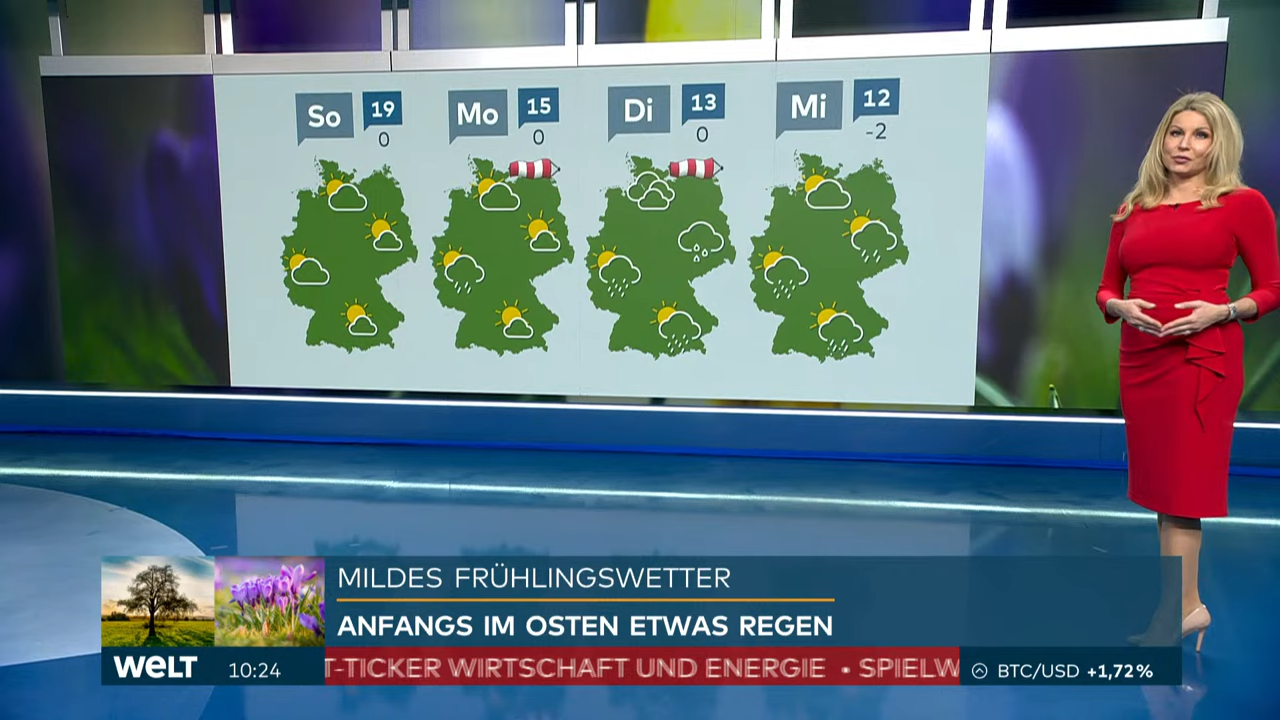 So 19 0
Mo 15 0
Di 13 0
Mi 12 -2
MILDES FRÜHLINGSWETTER
ANFANGS IM OSTEN ETWAS REGEN
WELT 10:24 T-TICKER WIRTSCHAFT UND ENERGIE • SPIELW BTC/USD +1,72%